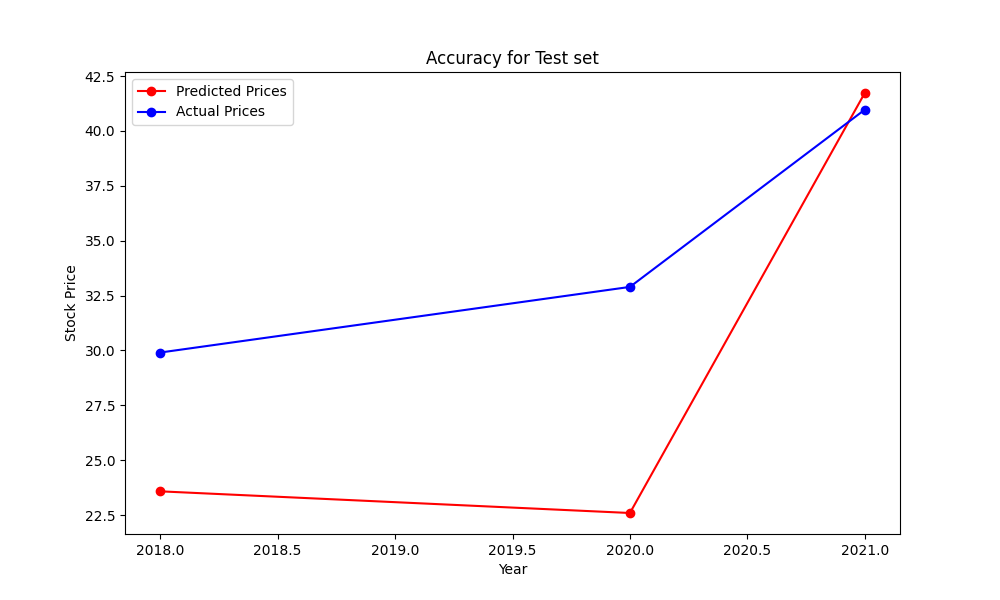 Accuracy for Test set
Predicted Prices
Actual Prices
42.5
40.0
37.5
35.0
32.5
30.0
27.5
25.0
22.5
Stock Price
2018.0 2018.5 2019.0 2019.5 2020.0 2020.5 2021.0
Year